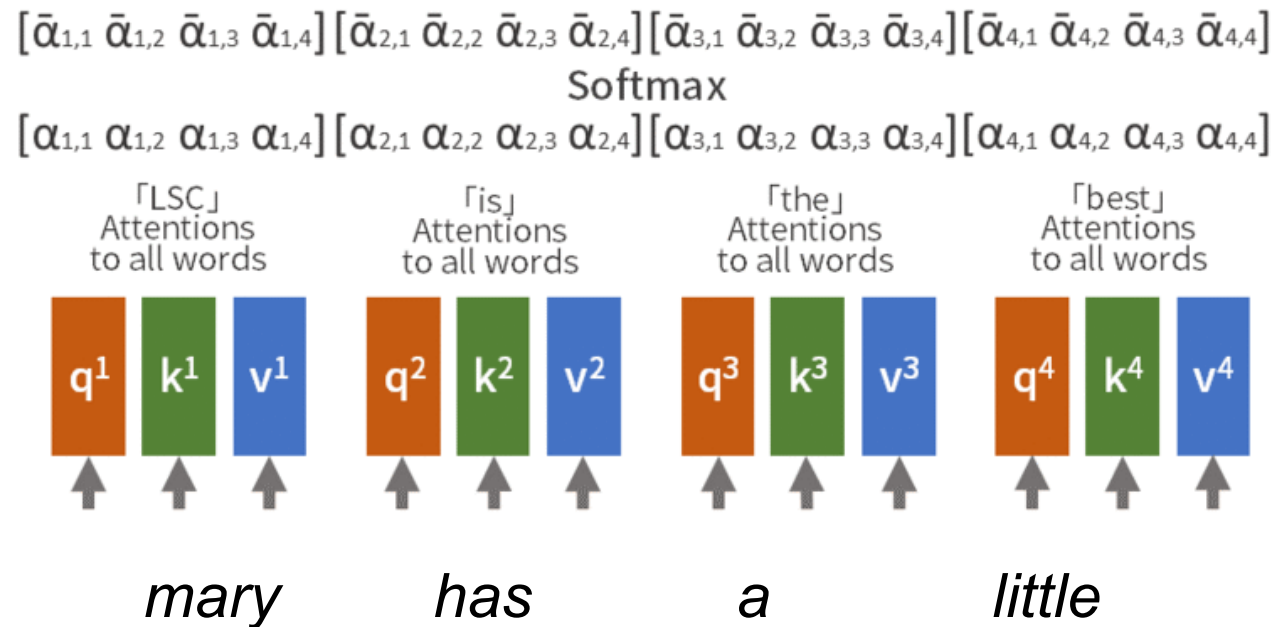 [ᾱ1,1 ᾱ1,2 ᾱ1,3 ᾱ1,4][ᾱ2,1 ᾱ2,2 ᾱ2,3 ᾱ2,4][ᾱ3,1 ᾱ3,2 ᾱ3,3 ᾱ3,4][ᾱ4,1 ᾱ4,2 ᾱ4,3 ᾱ4,4]
Softmax
[α1,1 α1,2 α1,3 α1,4][α2,1 α2,2 α2,3 α2,4][α3,1 α3,2 α3,3 α3,4][α4,1 α4,2 α4,3 α4,4]
「LSC」
Attentions
to all words
「is」
Attentions
to all words
「the」
Attentions
to all words
「best」
Attentions
to all words
q¹ k¹ v¹ q² k² v² q³ k³ v³ q⁴ k⁴ v⁴
mary has a little